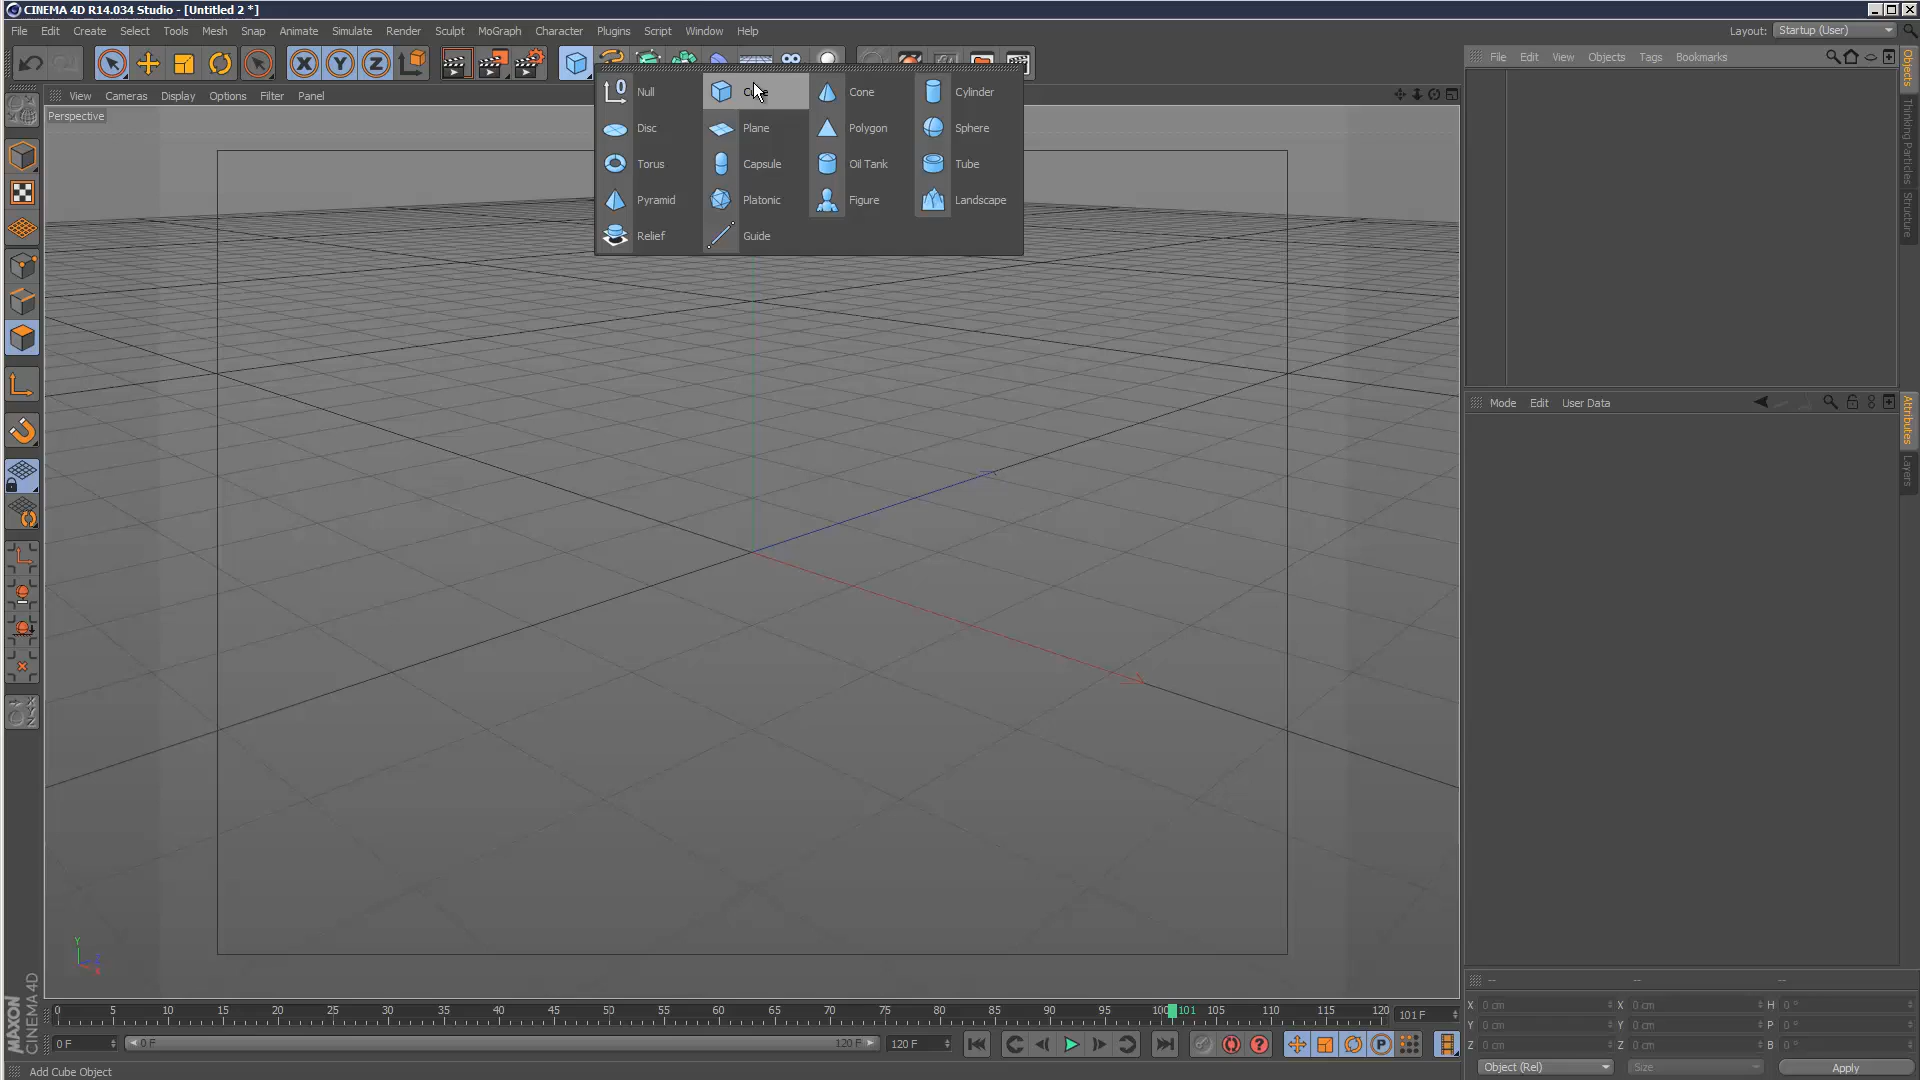 CINEMA 4D R14.034 Studio - [Untitled 2 *]
File Edit Create Select Tools Mesh Snap Animate Simulate Render Sculpt MoGraph Character Plugins Script Window Help
Layout: Startup (User)
X Y Z
File Edit View Objects Tags Bookmarks
View Cameras Display Options Filter Panel
Perspective
0 Null
Cone
Cylinder
Disc
Plane
Polygon
Sphere
Torus
Capsule
Oil Tank
Tube
Pyramid
Platonic
Figure
Landscape
Relief
Guide
Objects
Thinking Particles
Structure
Mode Edit User Data
Attributes
Layers
Y
X
MAXON
CINEMA 4D
0 5 10 15 20 25 30 35 40 45 50 55 60 65 70 75 80 85 90 95 100 101 105 110 115 120
101 F
0 F
0 F
120 F
120 F
P
-- -- --
X 0 cm X 0 cm H 0 °
Y 0 cm Y 0 cm P 0 °
Z 0 cm Z 0 cm B 0 °
Object (Rel) Size Apply
Add Cube Object